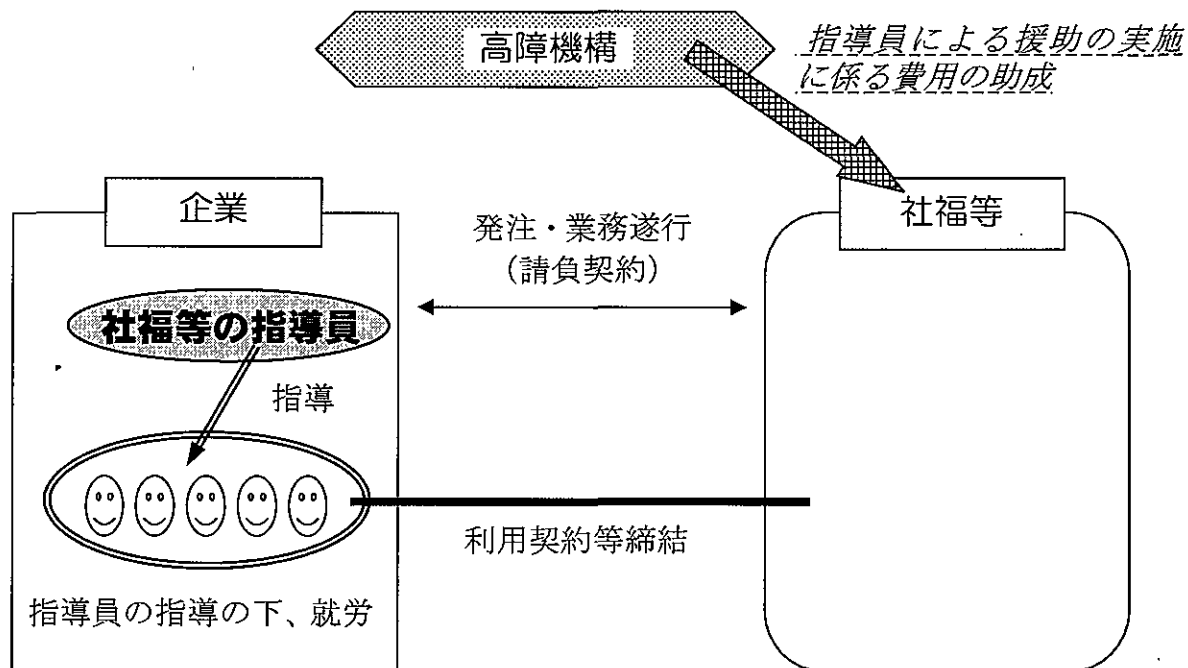 高障機構
指導員による援助の実施
に係る費用の助成
企業
社福等
発注・業務遂行
(請負契約)
社福等の指導員
指導
利用契約等締結
指導員の指導の下、就労